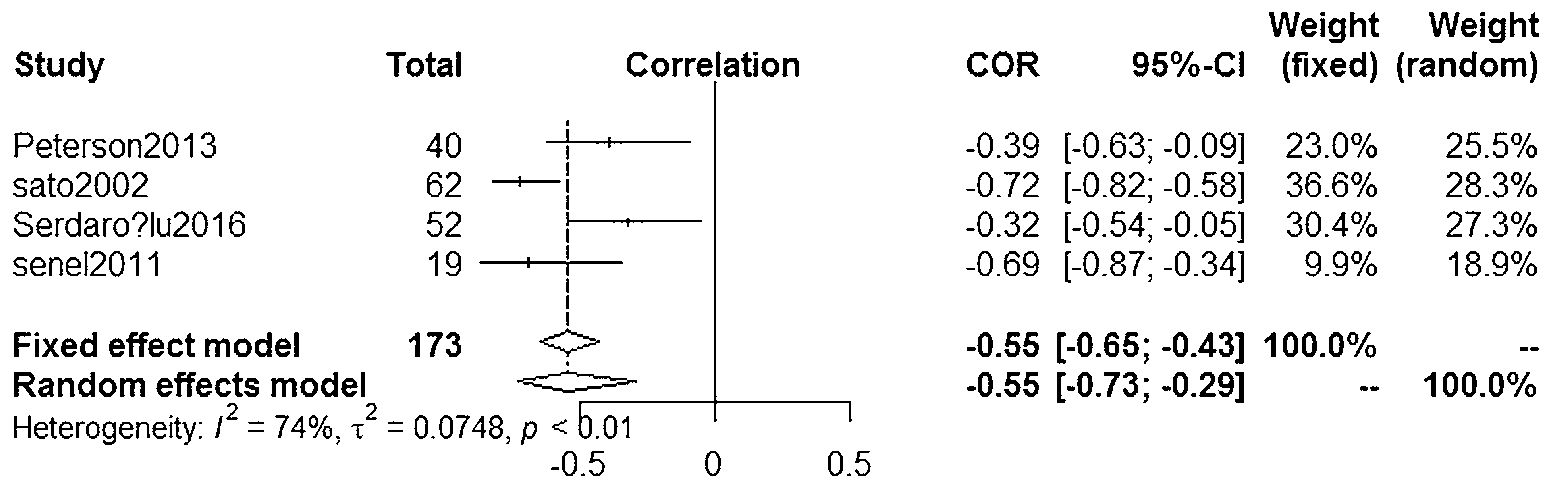 Weight Weight
Study Total Correlation COR 95%-CI (fixed) (random)
Peterson2013 40 -0.39 [-0.63; -0.09] 23.0% 25.5%
sato2002 62 -0.72 [-0.82; -0.58] 36.6% 28.3%
Serdaro?lu2016 52 -0.32 [-0.54; -0.05] 30.4% 27.3%
senel2011 19 -0.69 [-0.87; -0.34] 9.9% 18.9%
Fixed effect model 173 -0.55 [-0.65; -0.43] 100.0% --
Random effects model -0.55 [-0.73; -0.29] -- 100.0%
Heterogeneity: I² = 74%, τ² = 0.0748, p < 0.01
-0.5 0 0.5